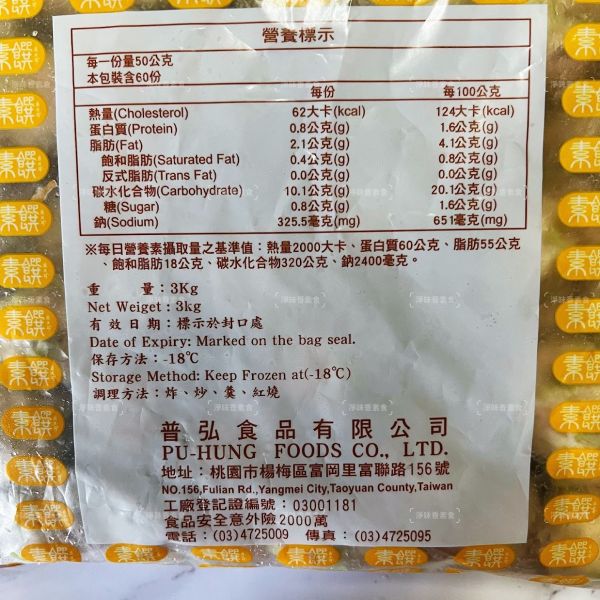 營養標示
每一份量50公克
本包裝含60份
每份 每100公克
熱量(Cholesterol) 62大卡(kcal) 124大卡(kcal)
蛋白質(Protein) 0.8公克(g) 1.6公克(g)
脂肪(Fat) 2.1公克(g) 4.1公克(g)
飽和脂肪(Saturated Fat) 0.4公克(g) 0.8公克(g)
反式脂肪(Trans Fat) 0.0公克(g) 0.0公克(g)
碳水化合物(Carbohydrate) 10.1公克(g) 20.1公克(g)
糖(Sugar) 0.8公克(g) 1.6公克(g)
鈉(Sodium) 325.5毫克(mg) 651毫克(mg)
※每日營養素攝取量之基準值：熱量2000大卡、蛋白質60公克、脂肪55公克
、飽和脂肪18公克、碳水化合物320公克、鈉2400毫克。
重 量：3Kg
Net Weiget : 3kg
有效日期：標示於封口處
Date of Expiry: Marked on the bag seal.
保存方法：-18℃
Storage Method: Keep Frozen at(-18℃)
調理方法：炸、炒、羹、紅燒
普弘食品有限公司
PU-HUNG FOODS CO., LTD.
地址：桃園市楊梅區富岡里富聯路156號
NO.156,Fulian Rd.,Yangmei City,Taoyuan County,Taiwan
工廠登記證編號：03001181
食品安全意外險2000萬
電話：(03)4725009 傳真：(03)4725095
素饌
淨味香素食